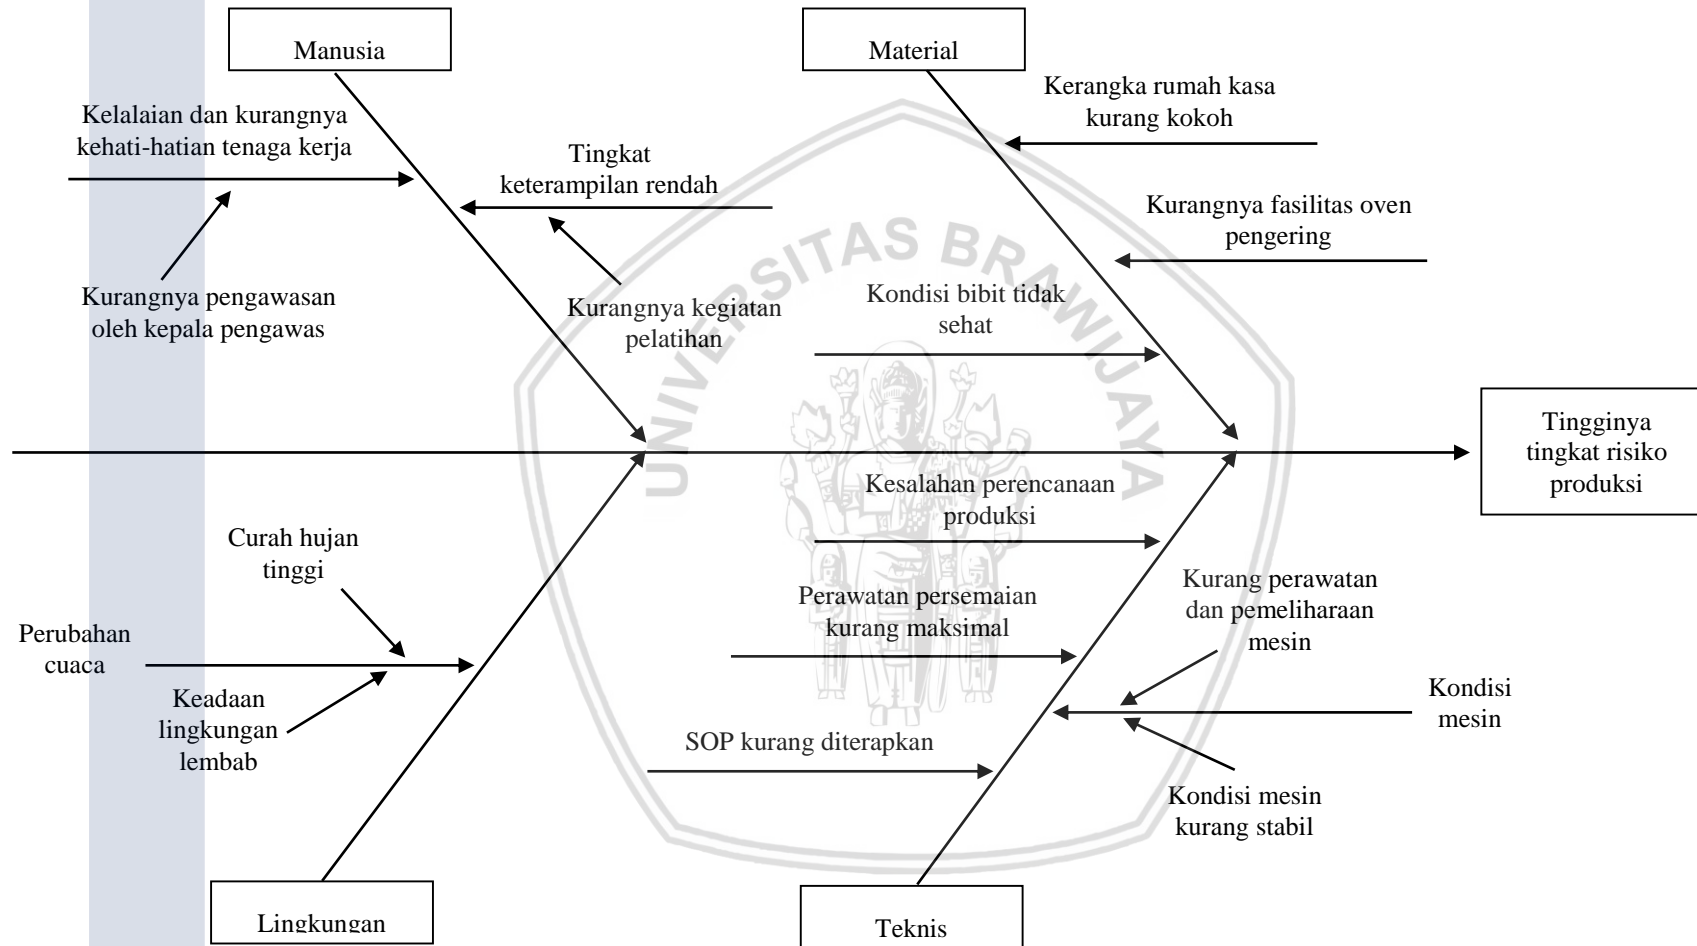 Manusia
Material
Kerangka rumah kasa
kurang kokoh
Kelalaian dan kurangnya
kehati-hatian tenaga kerja
Tingkat
keterampilan rendah
Kurangnya fasilitas oven
pengering
Kurangnya pengawasan
oleh kepala pengawas
Kurangnya kegiatan
pelatihan
Kondisi bibit tidak
sehat
UNIVERSITAS BRAWIJAYA
Tingginya
tingkat risiko
produksi
Kesalahan perencanaan
produksi
Curah hujan
tinggi
Perawatan persemaian
kurang maksimal
Kurang perawatan
dan pemeliharaan
mesin
Perubahan
cuaca
Keadaan
lingkungan
lembab
Kondisi
mesin
SOP kurang diterapkan
Kondisi mesin
kurang stabil
Lingkungan
Teknis